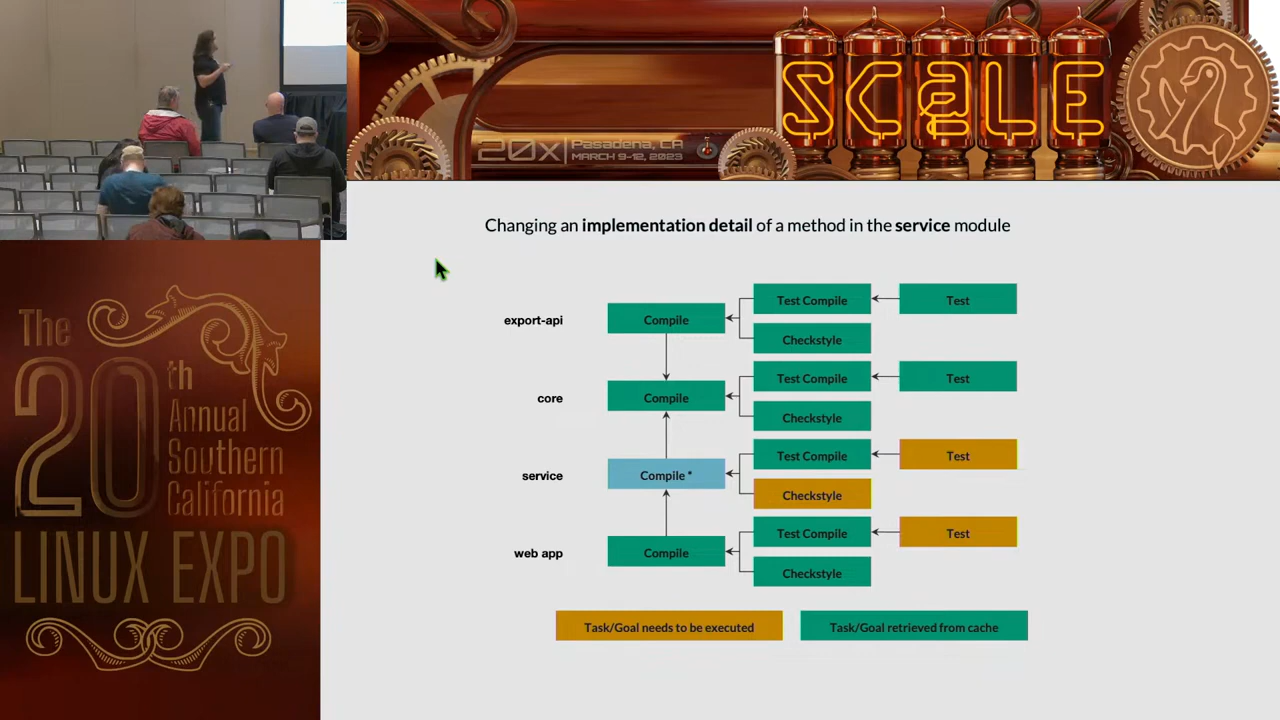 SCaLE
20x
Pasadena, CA
MARCH 9-12, 2023
Changing an implementation detail of a method in the service module
export-api
Compile
Test Compile
Test
Checkstyle
core
Compile
Test Compile
Test
Checkstyle
service
Compile *
Test Compile
Test
Checkstyle
web app
Compile
Test Compile
Test
Checkstyle
Task/Goal needs to be executed
Task/Goal retrieved from cache
The
20th
Annual
Southern
California
LINUX EXPO